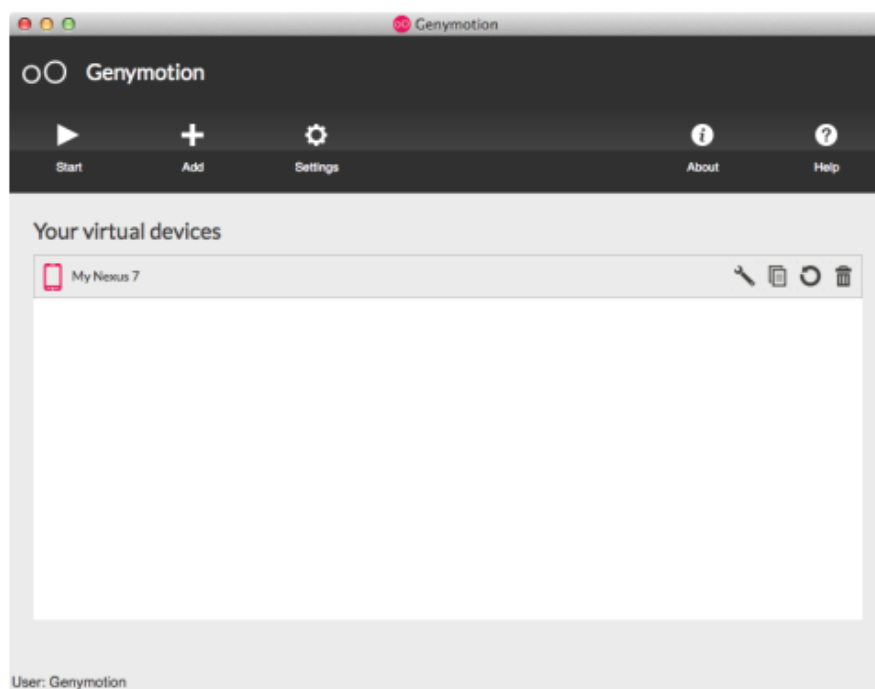 Genymotion
Genymotion
Start Add Settings About Help
Your virtual devices
My Nexus 7
User: Genymotion